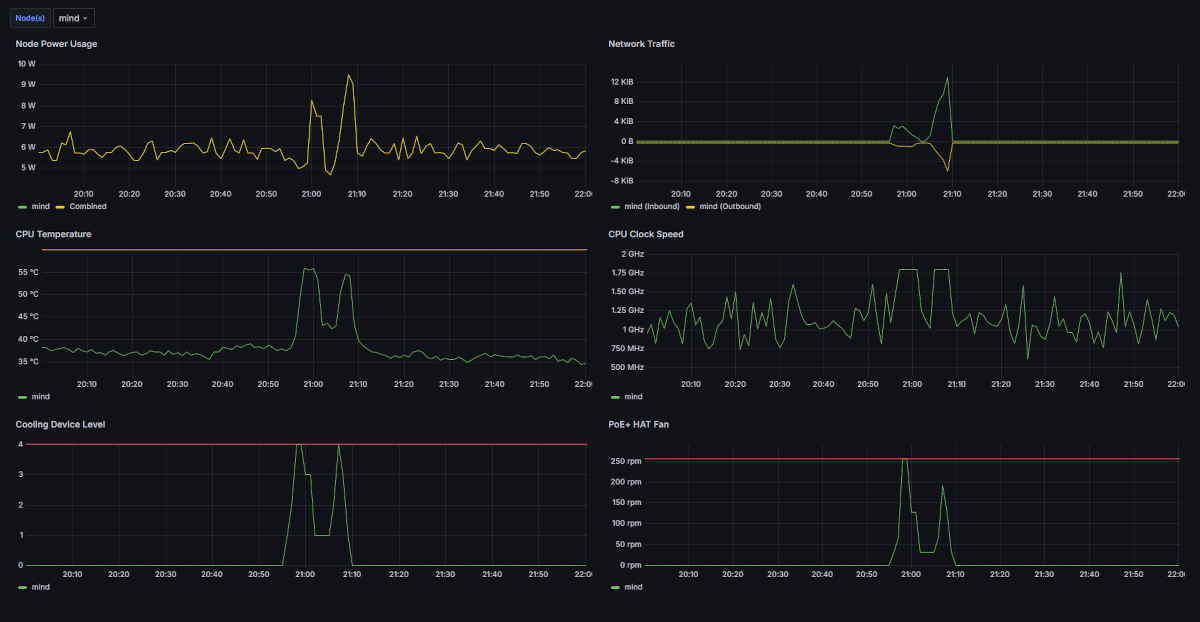 Node(s) mind
Node Power Usage
10 W
9 W
8 W
7 W
6 W
5 W
20:10 20:20 20:30 20:40 20:50 21:00 21:10 21:20 21:30 21:40 21:50 22:00
mind Combined
Network Traffic
12 KiB
8 KiB
4 KiB
0 B
-4 KiB
-8 KiB
20:10 20:20 20:30 20:40 20:50 21:00 21:10 21:20 21:30 21:40 21:50 22:00
mind (Inbound) mind (Outbound)
CPU Temperature
55 °C
50 °C
45 °C
40 °C
35 °C
20:10 20:20 20:30 20:40 20:50 21:00 21:10 21:20 21:30 21:40 21:50 22:00
mind
CPU Clock Speed
2 GHz
1.75 GHz
1.50 GHz
1.25 GHz
1 GHz
750 MHz
500 MHz
20:10 20:20 20:30 20:40 20:50 21:00 21:10 21:20 21:30 21:40 21:50 22:00
mind
Cooling Device Level
4
3
2
1
0
20:10 20:20 20:30 20:40 20:50 21:00 21:10 21:20 21:30 21:40 21:50 22:00
mind
PoE+ HAT Fan
250 rpm
200 rpm
150 rpm
100 rpm
50 rpm
0 rpm
20:10 20:20 20:30 20:40 20:50 21:00 21:10 21:20 21:30 21:40 21:50 22:00
mind